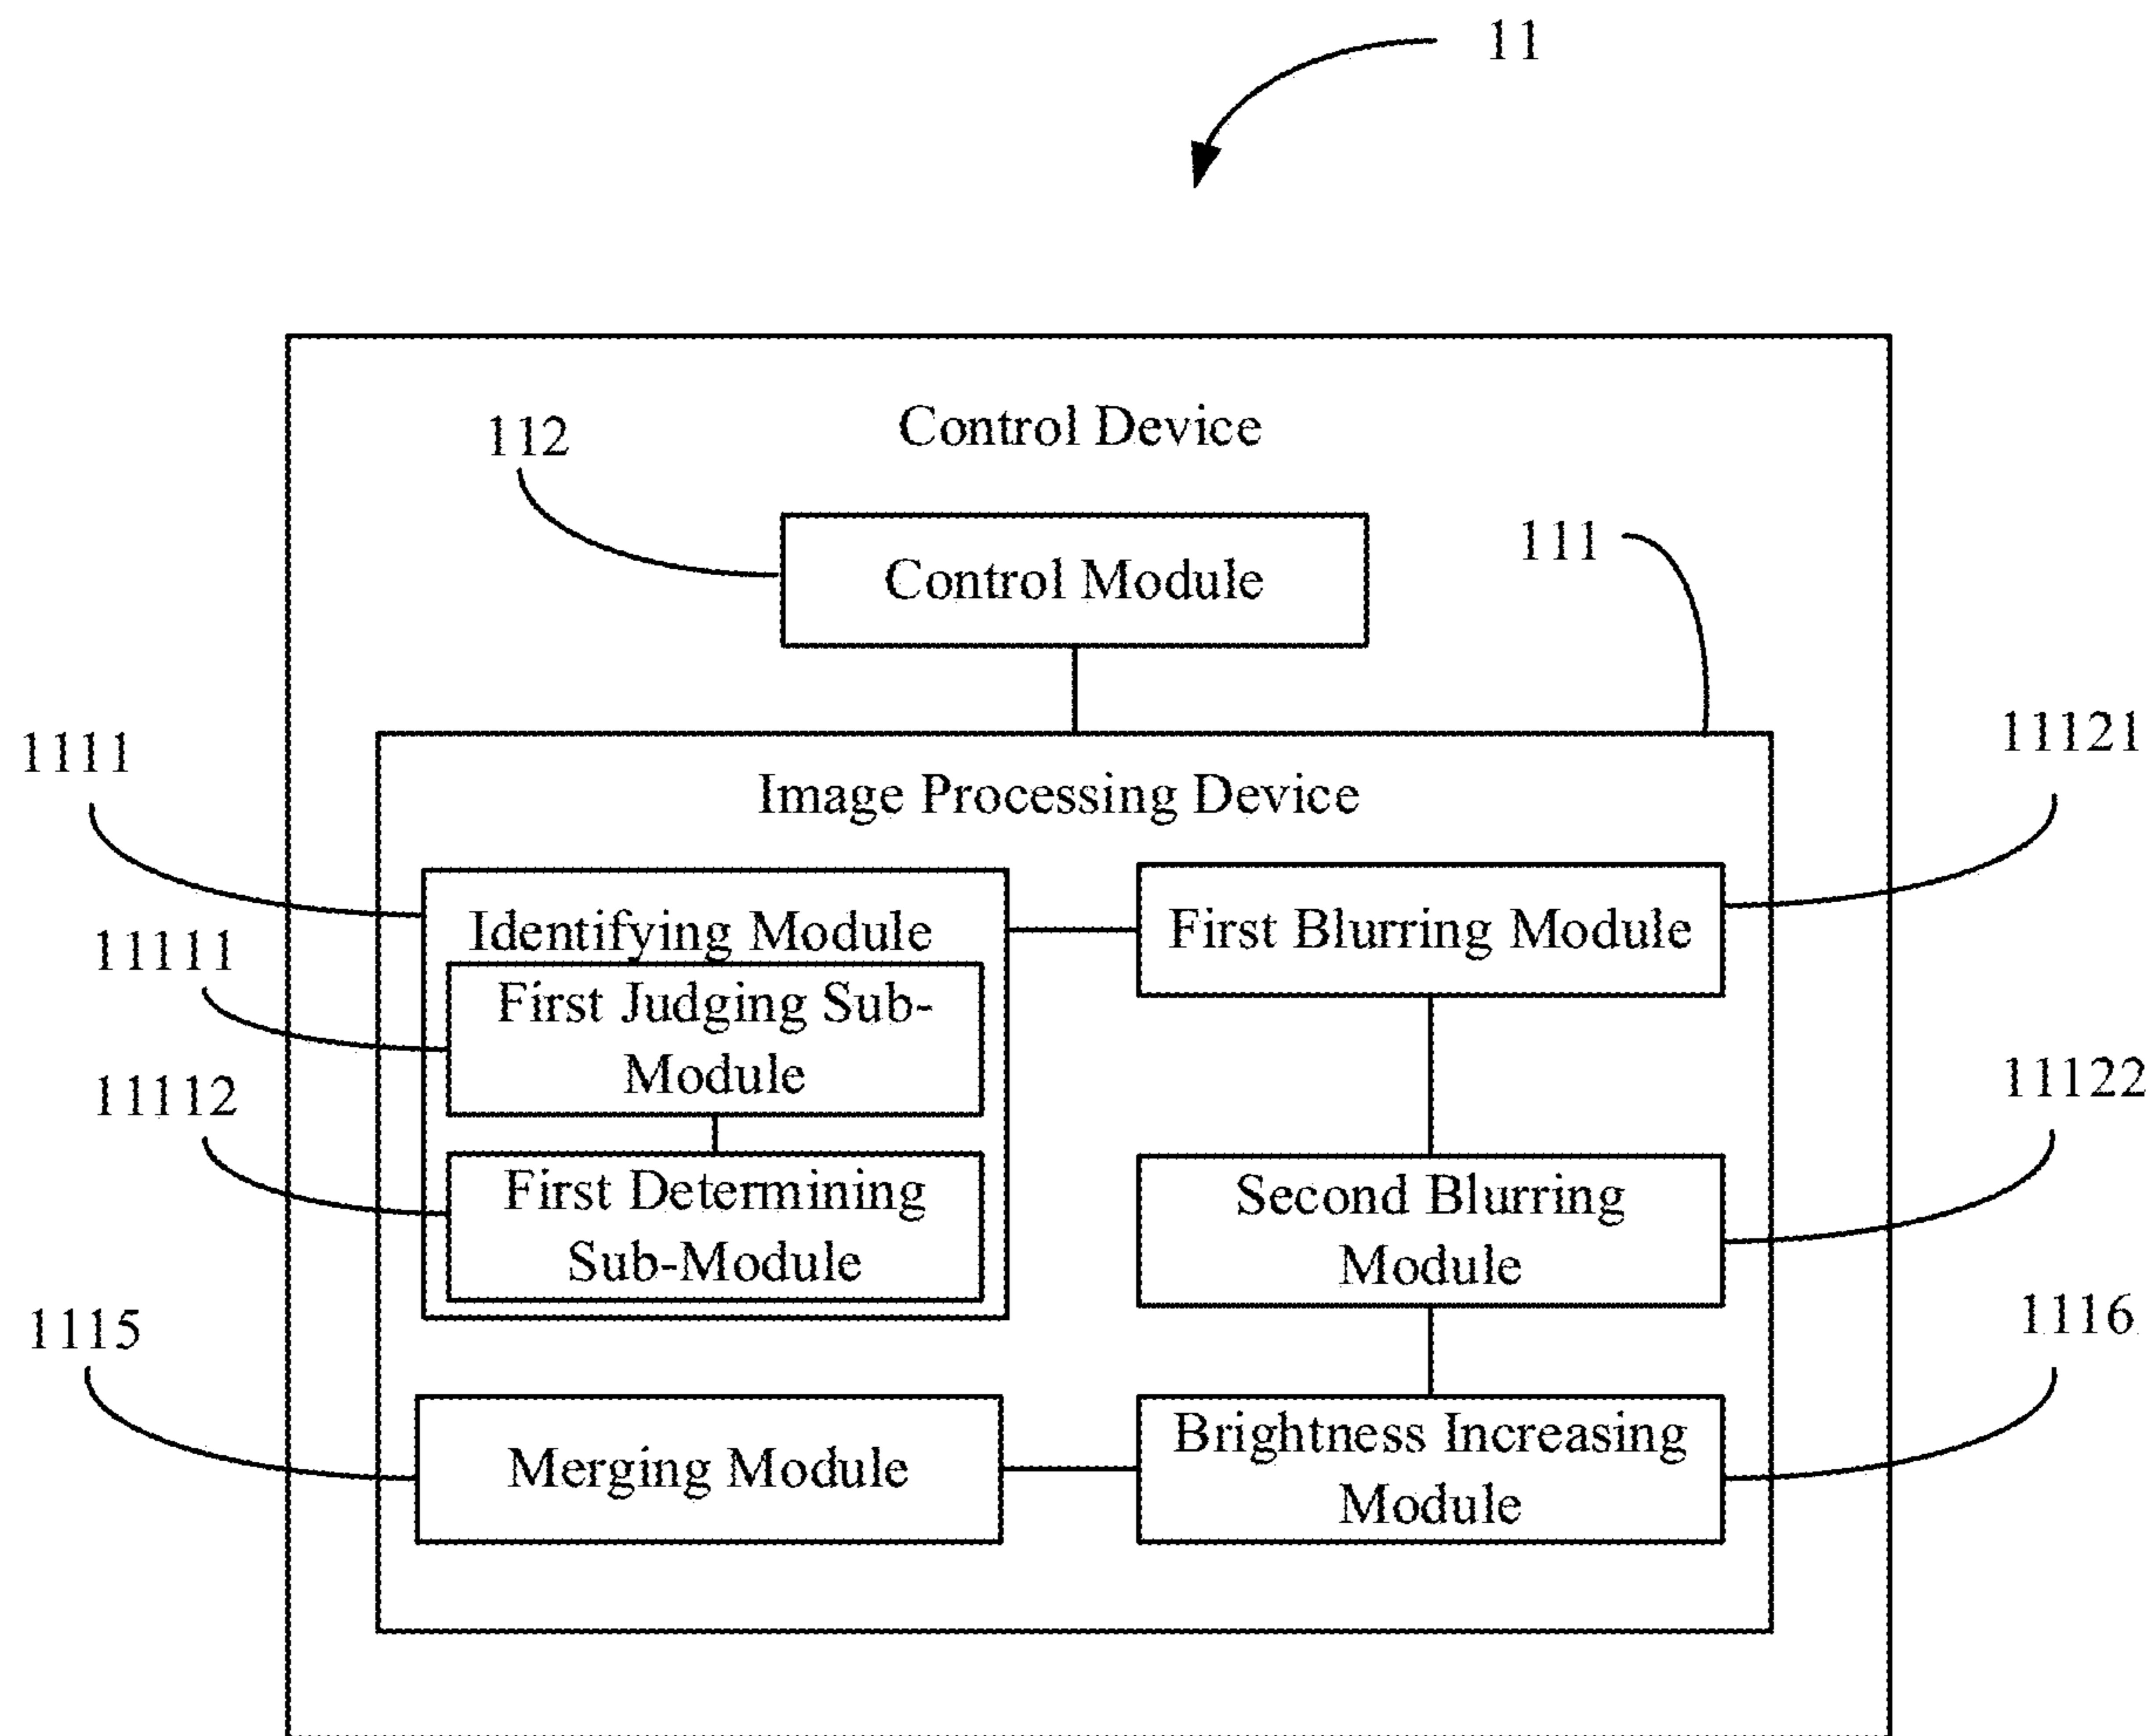 11
Control Device
112
Control Module
111
1111
11121
Image Processing Device
Identifying Module
First Blurring Module
11111
First Judging Sub-
Module
11112
11122
First Determining
Sub-Module
Second Blurring
Module
1115
1116
Merging Module
Brightness Increasing
Module